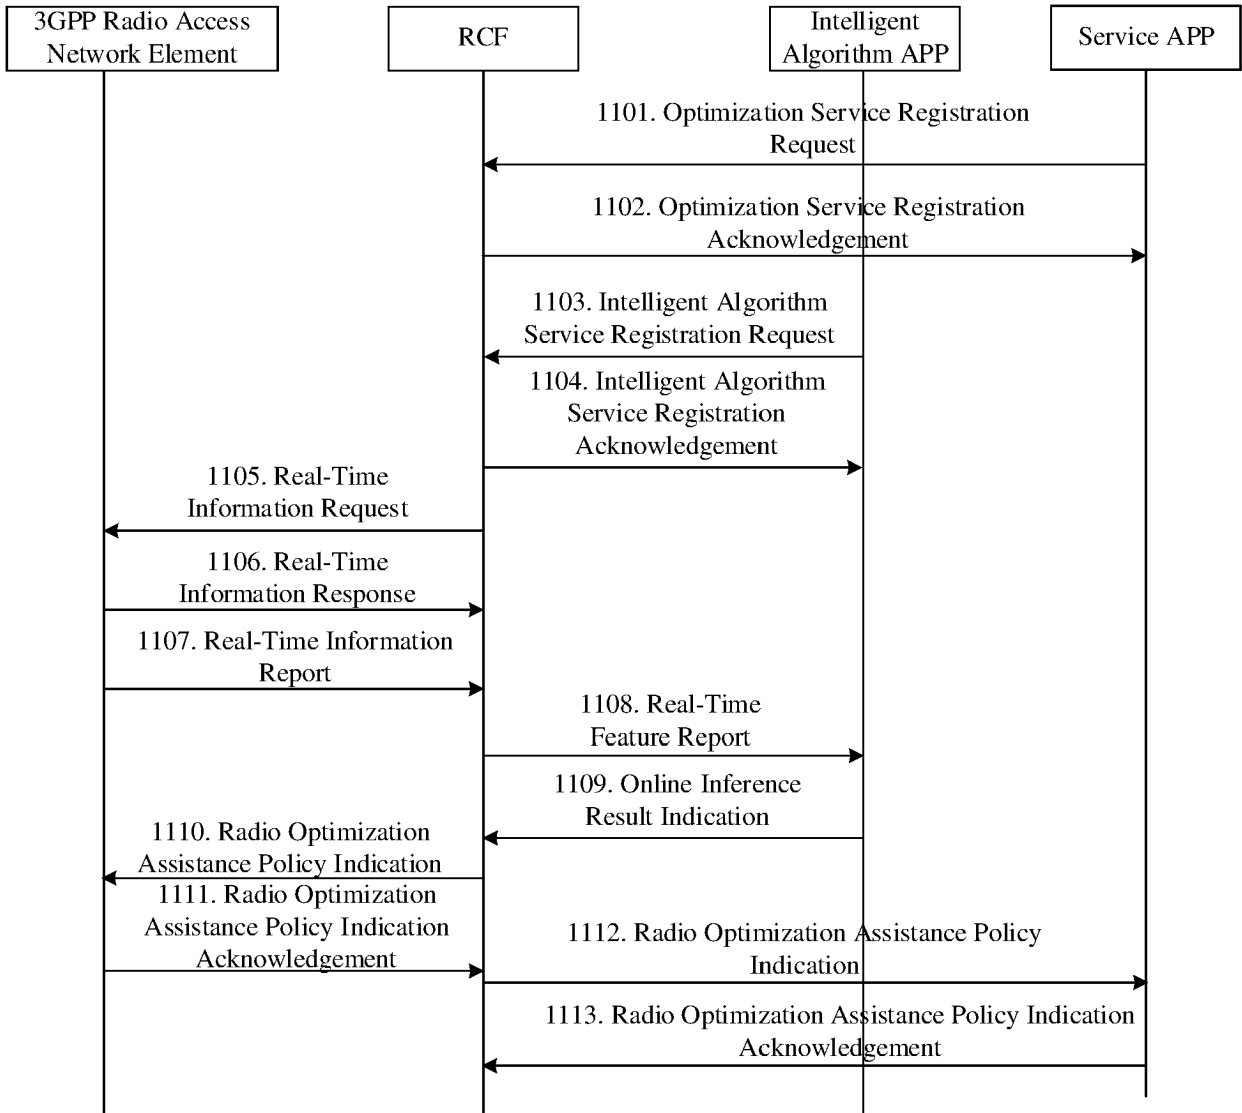 3GPP Radio Access
Network Element
RCF
Intelligent
Algorithm APP
Service APP
1101. Optimization Service Registration
Request
1102. Optimization Service Registration
Acknowledgement
1103. Intelligent Algorithm
Service Registration Request
1104. Intelligent Algorithm
Service Registration
Acknowledgement
1105. Real-Time
Information Request
1106. Real-Time
Information Response
1107. Real-Time Information
Report
1108. Real-Time
Feature Report
1109. Online Inference
Result Indication
1110. Radio Optimization
Assistance Policy Indication
1111. Radio Optimization
Assistance Policy Indication
Acknowledgement
1112. Radio Optimization Assistance Policy
Indication
1113. Radio Optimization Assistance Policy Indication
Acknowledgement